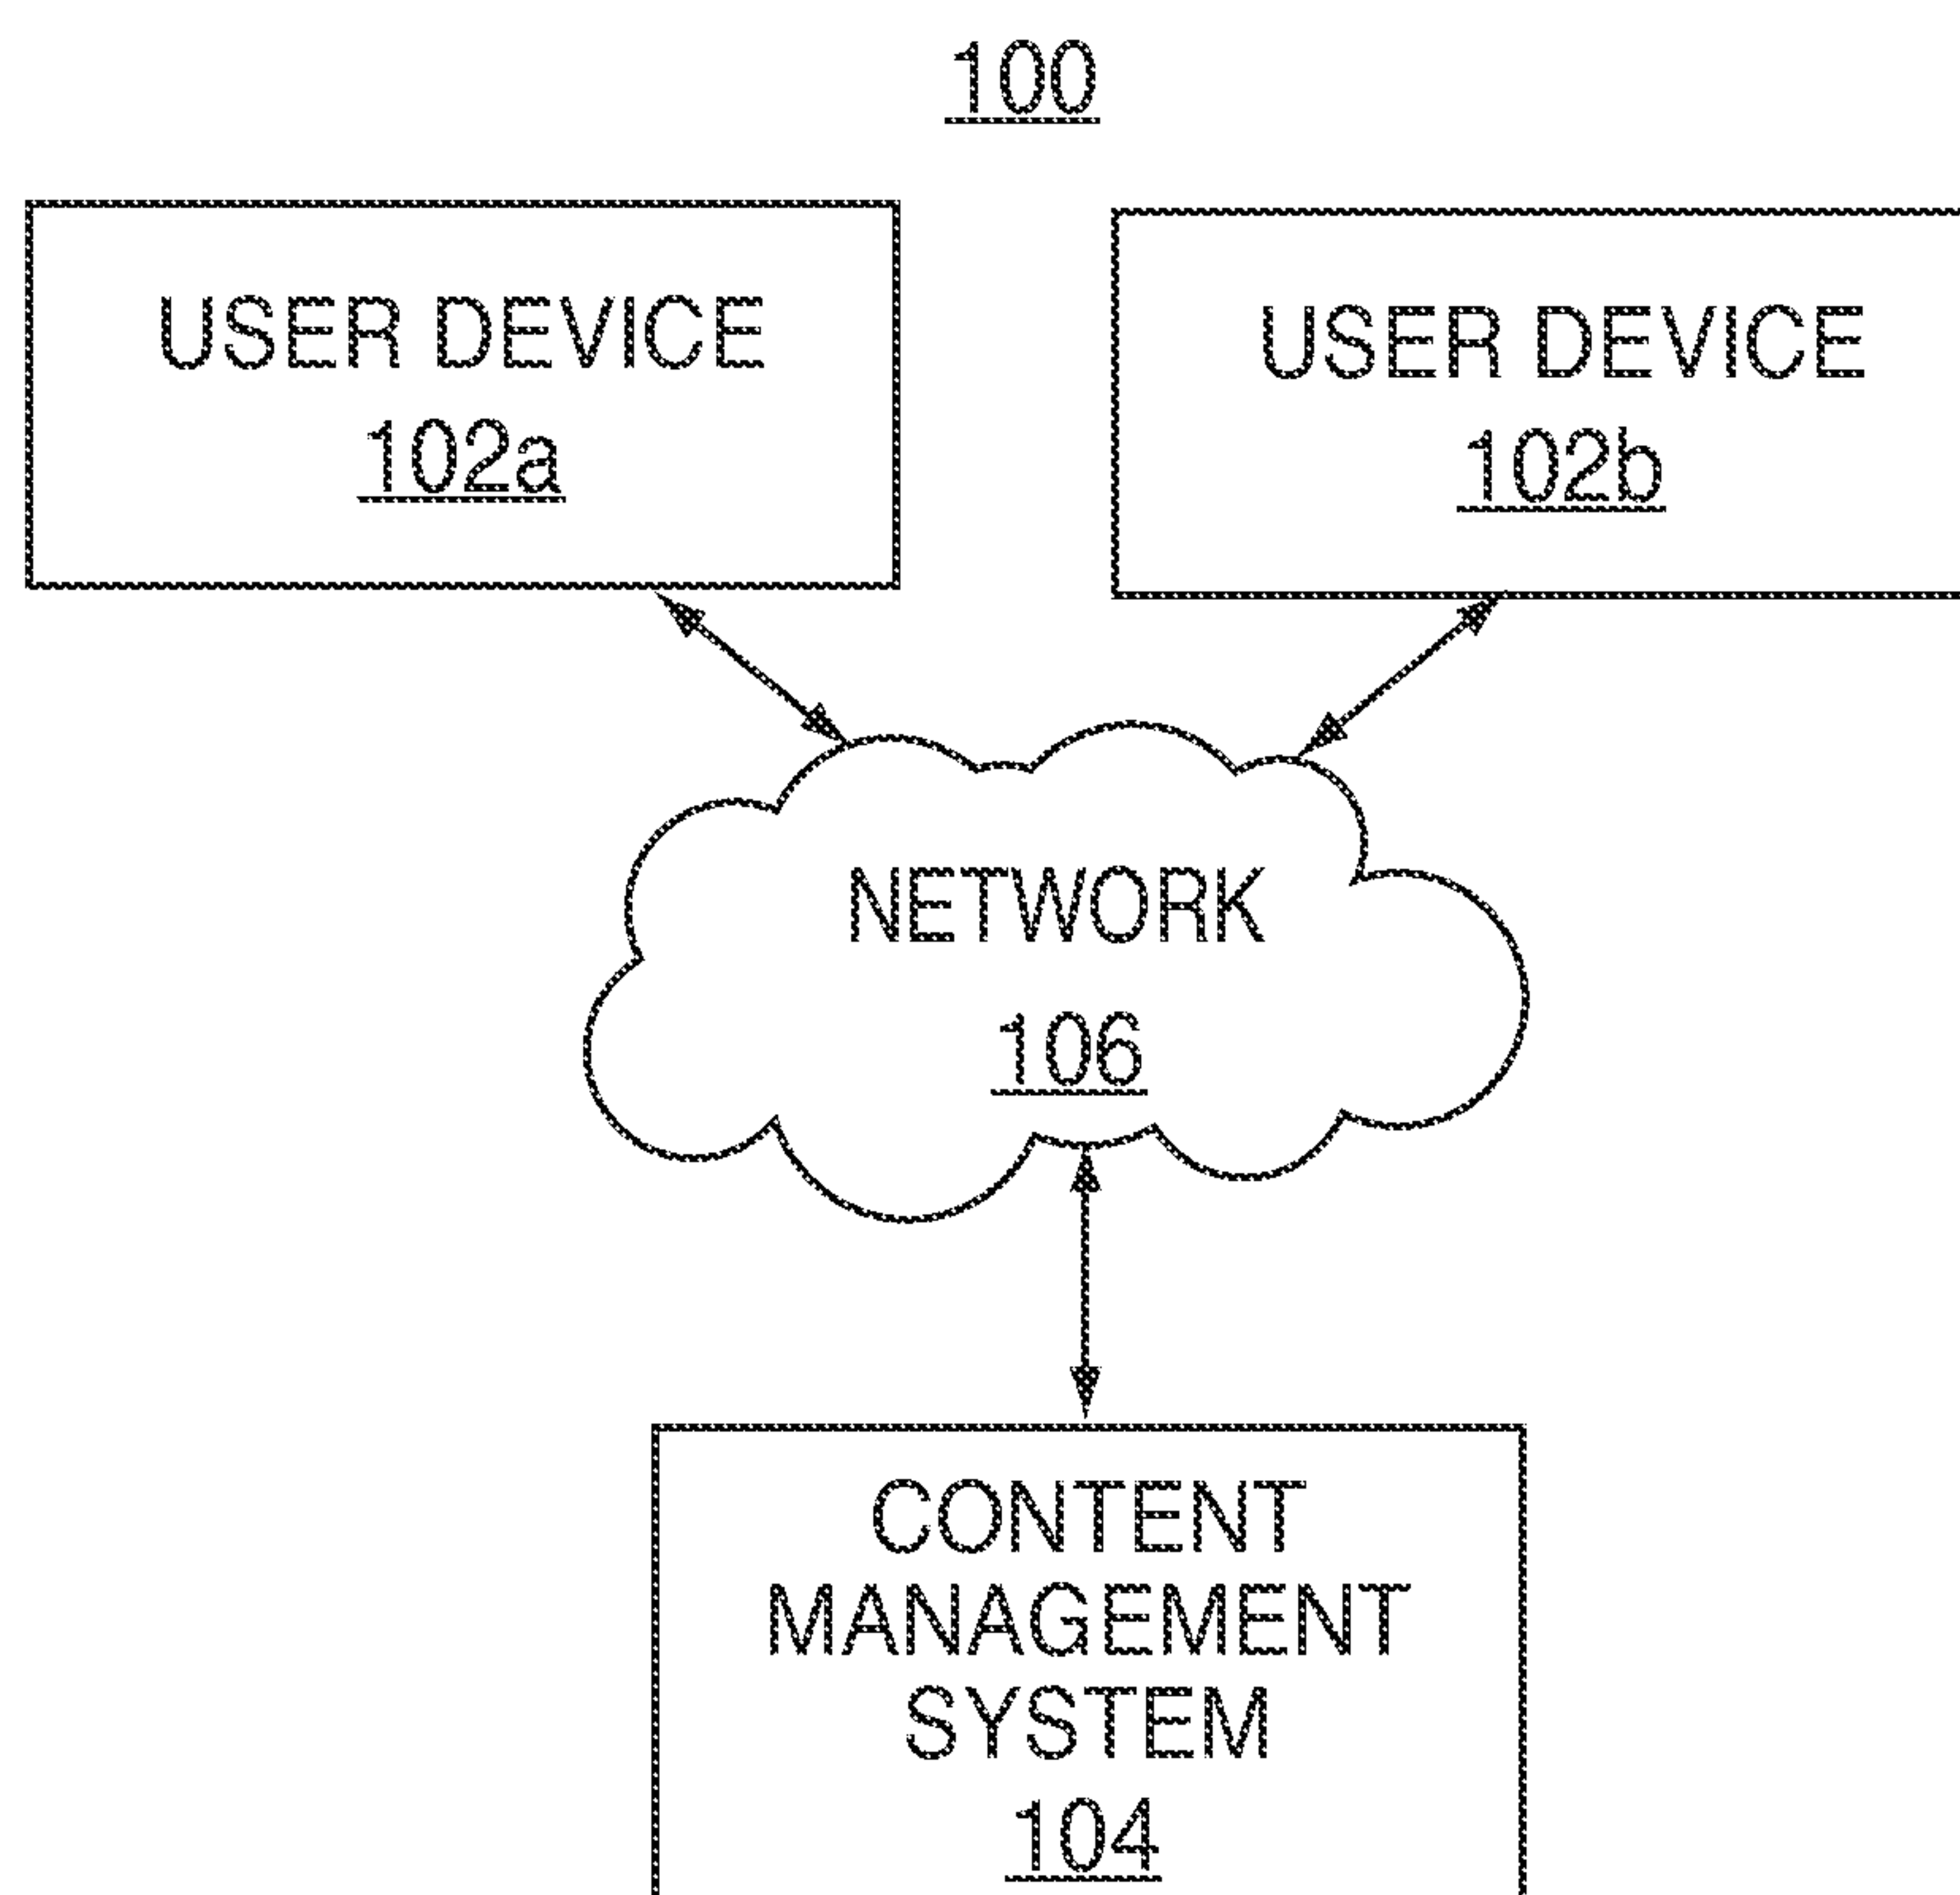 100
USER DEVICE
102a
USER DEVICE
102b
NETWORK
106
CONTENT
MANAGEMENT
SYSTEM
104